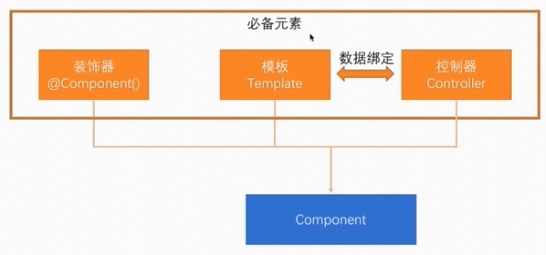 必备元素
装饰器
@Component()
模板
Template
数据绑定
控制器
Controller
Component